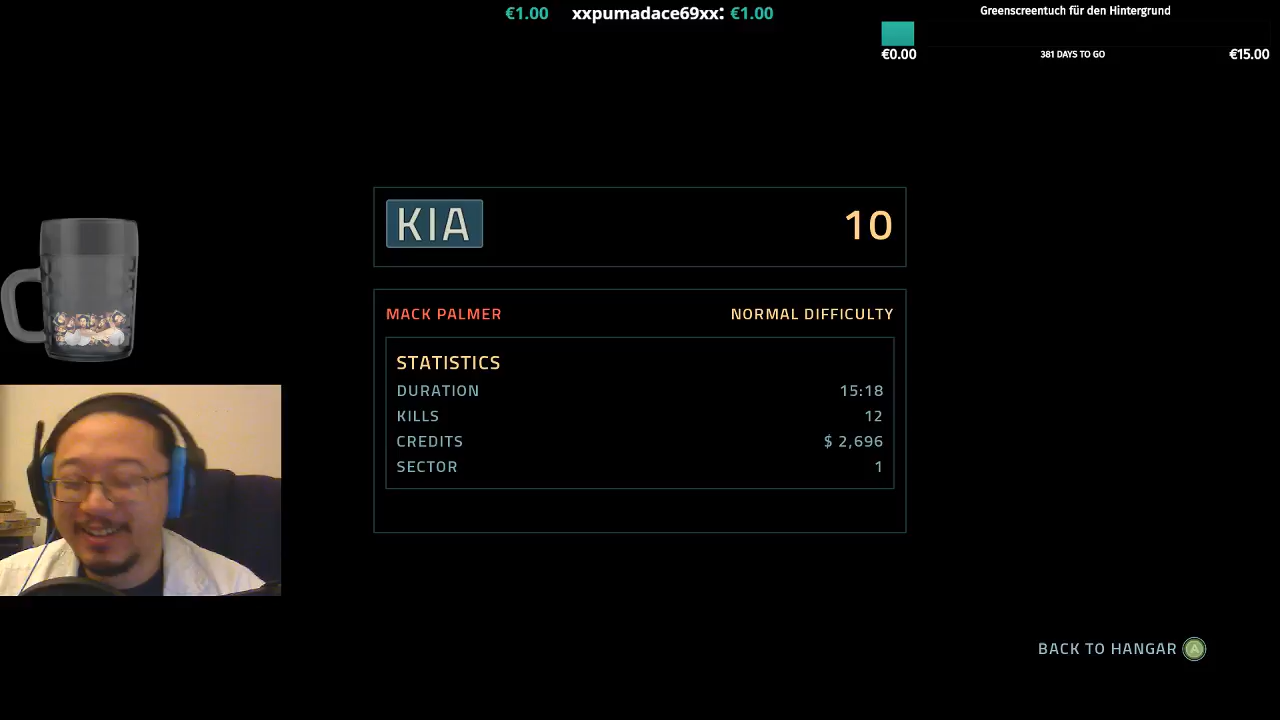 €1.00 xxpumadace69xx: €1.00
Greenscreentuch für den Hintergrund
€0.00 381 DAYS TO GO €15.00
KIA 10
MACK PALMER NORMAL DIFFICULTY
STATISTICS
DURATION 15:18
KILLS 12
CREDITS $ 2,696
SECTOR 1
BACK TO HANGAR A